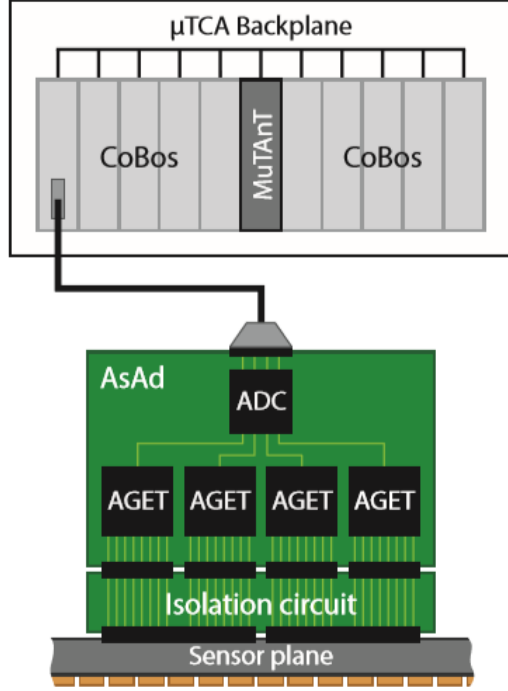 μTCA Backplane
CoBos
MuTAnT
CoBos
AsAd
ADC
AGET
AGET
AGET
AGET
Isolation circuit
Sensor plane